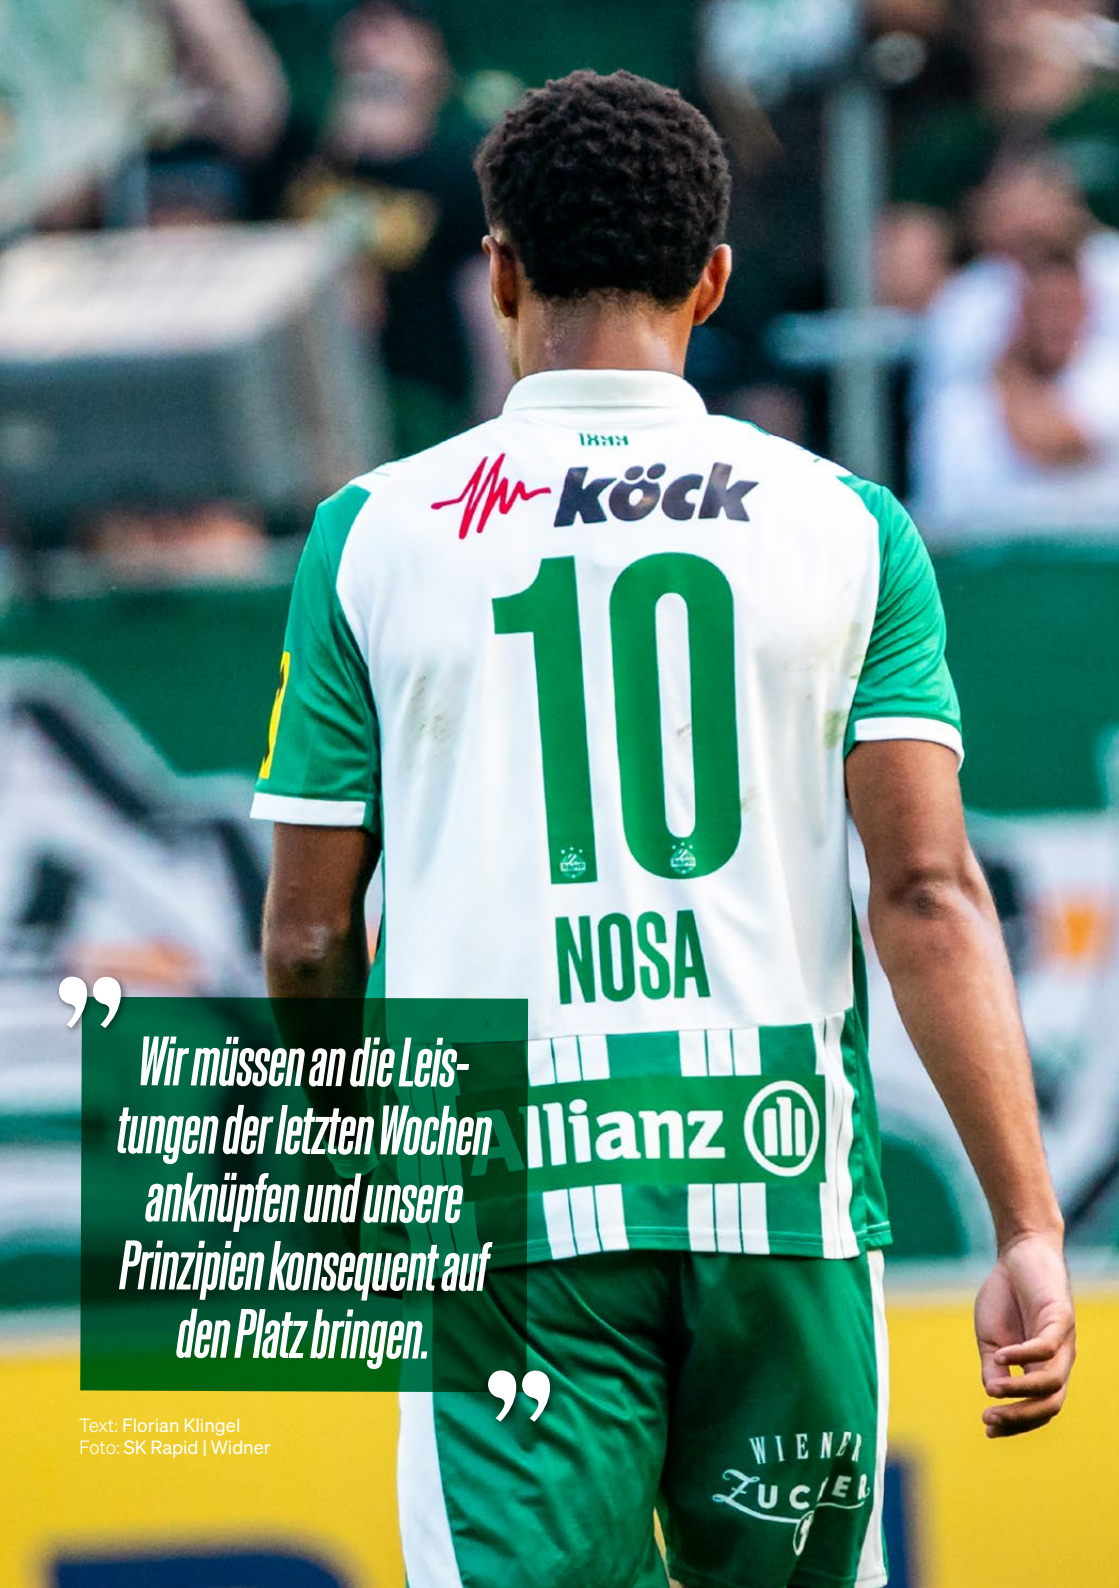 1899
köck
10
NOSA
Allianz
„
Wir müssen an die Leis-
tungen der letzten Wochen
anknüpfen und unsere
Prinzipien konsequent auf
den Platz bringen.
”
Text: Florian Klingel
Foto: SK Rapid | Widner
WIENER
ZUCKER